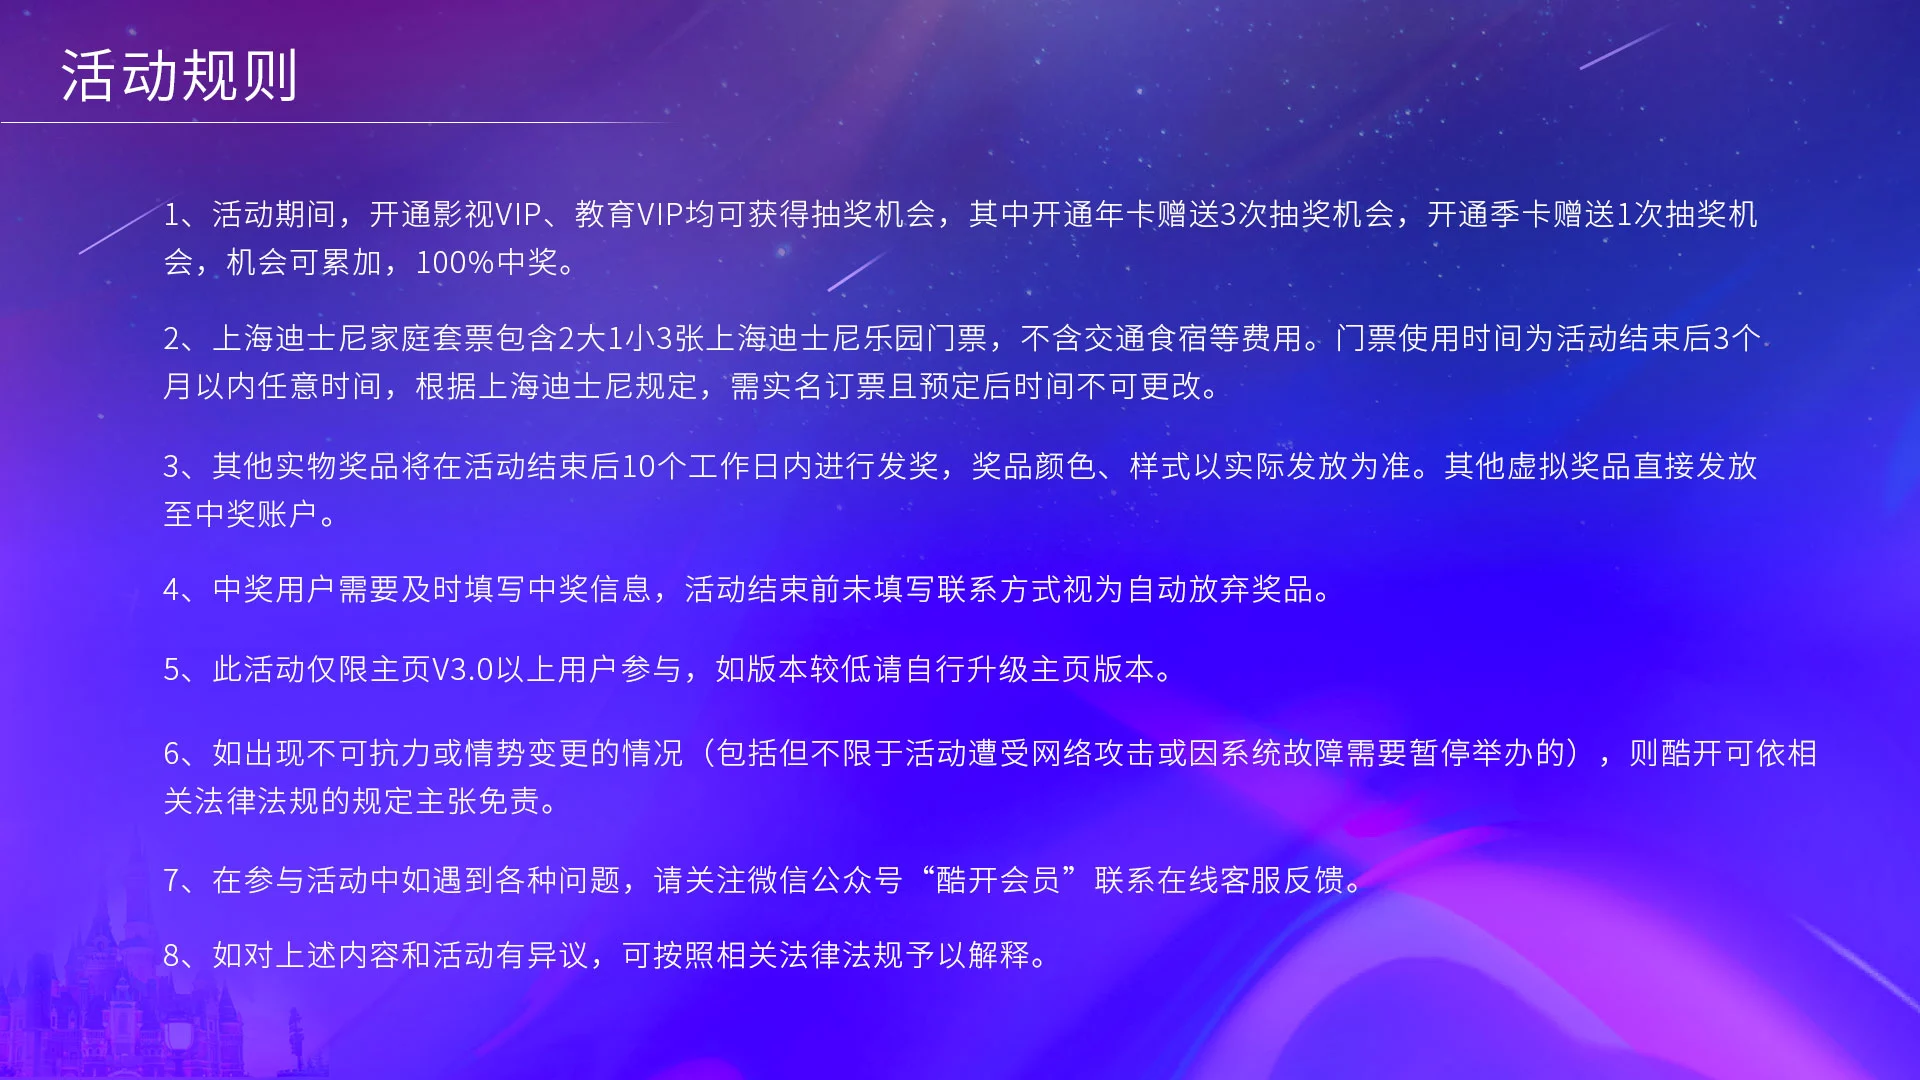 活动规则
1、活动期间，开通影视VIP、教育VIP均可获得抽奖机会，其中开通年卡赠送3次抽奖机会，开通季卡赠送1次抽奖机
会，机会可累加，100%中奖。
2、上海迪士尼家庭套票包含2大1小3张上海迪士尼乐园门票，不含交通食宿等费用。门票使用时间为活动结束后3个
月以内任意时间，根据上海迪士尼规定，需实名订票且预定后时间不可更改。
3、其他实物奖品将在活动结束后10个工作日内进行发奖，奖品颜色、样式以实际发放为准。其他虚拟奖品直接发放
至中奖账户。
4、中奖用户需要及时填写中奖信息，活动结束前未填写联系方式视为自动放弃奖品。
5、此活动仅限主页V3.0以上用户参与，如版本较低请自行升级主页版本。
6、如出现不可抗力或情势变更的情况（包括但不限于活动遭受网络攻击或因系统故障需要暂停举办的），则酷开可依相
关法律法规的规定主张免责。
7、在参与活动中如遇到各种问题，请关注微信公众号“酷开会员”联系在线客服反馈。
8、如对上述内容和活动有异议，可按照相关法律法规予以解释。